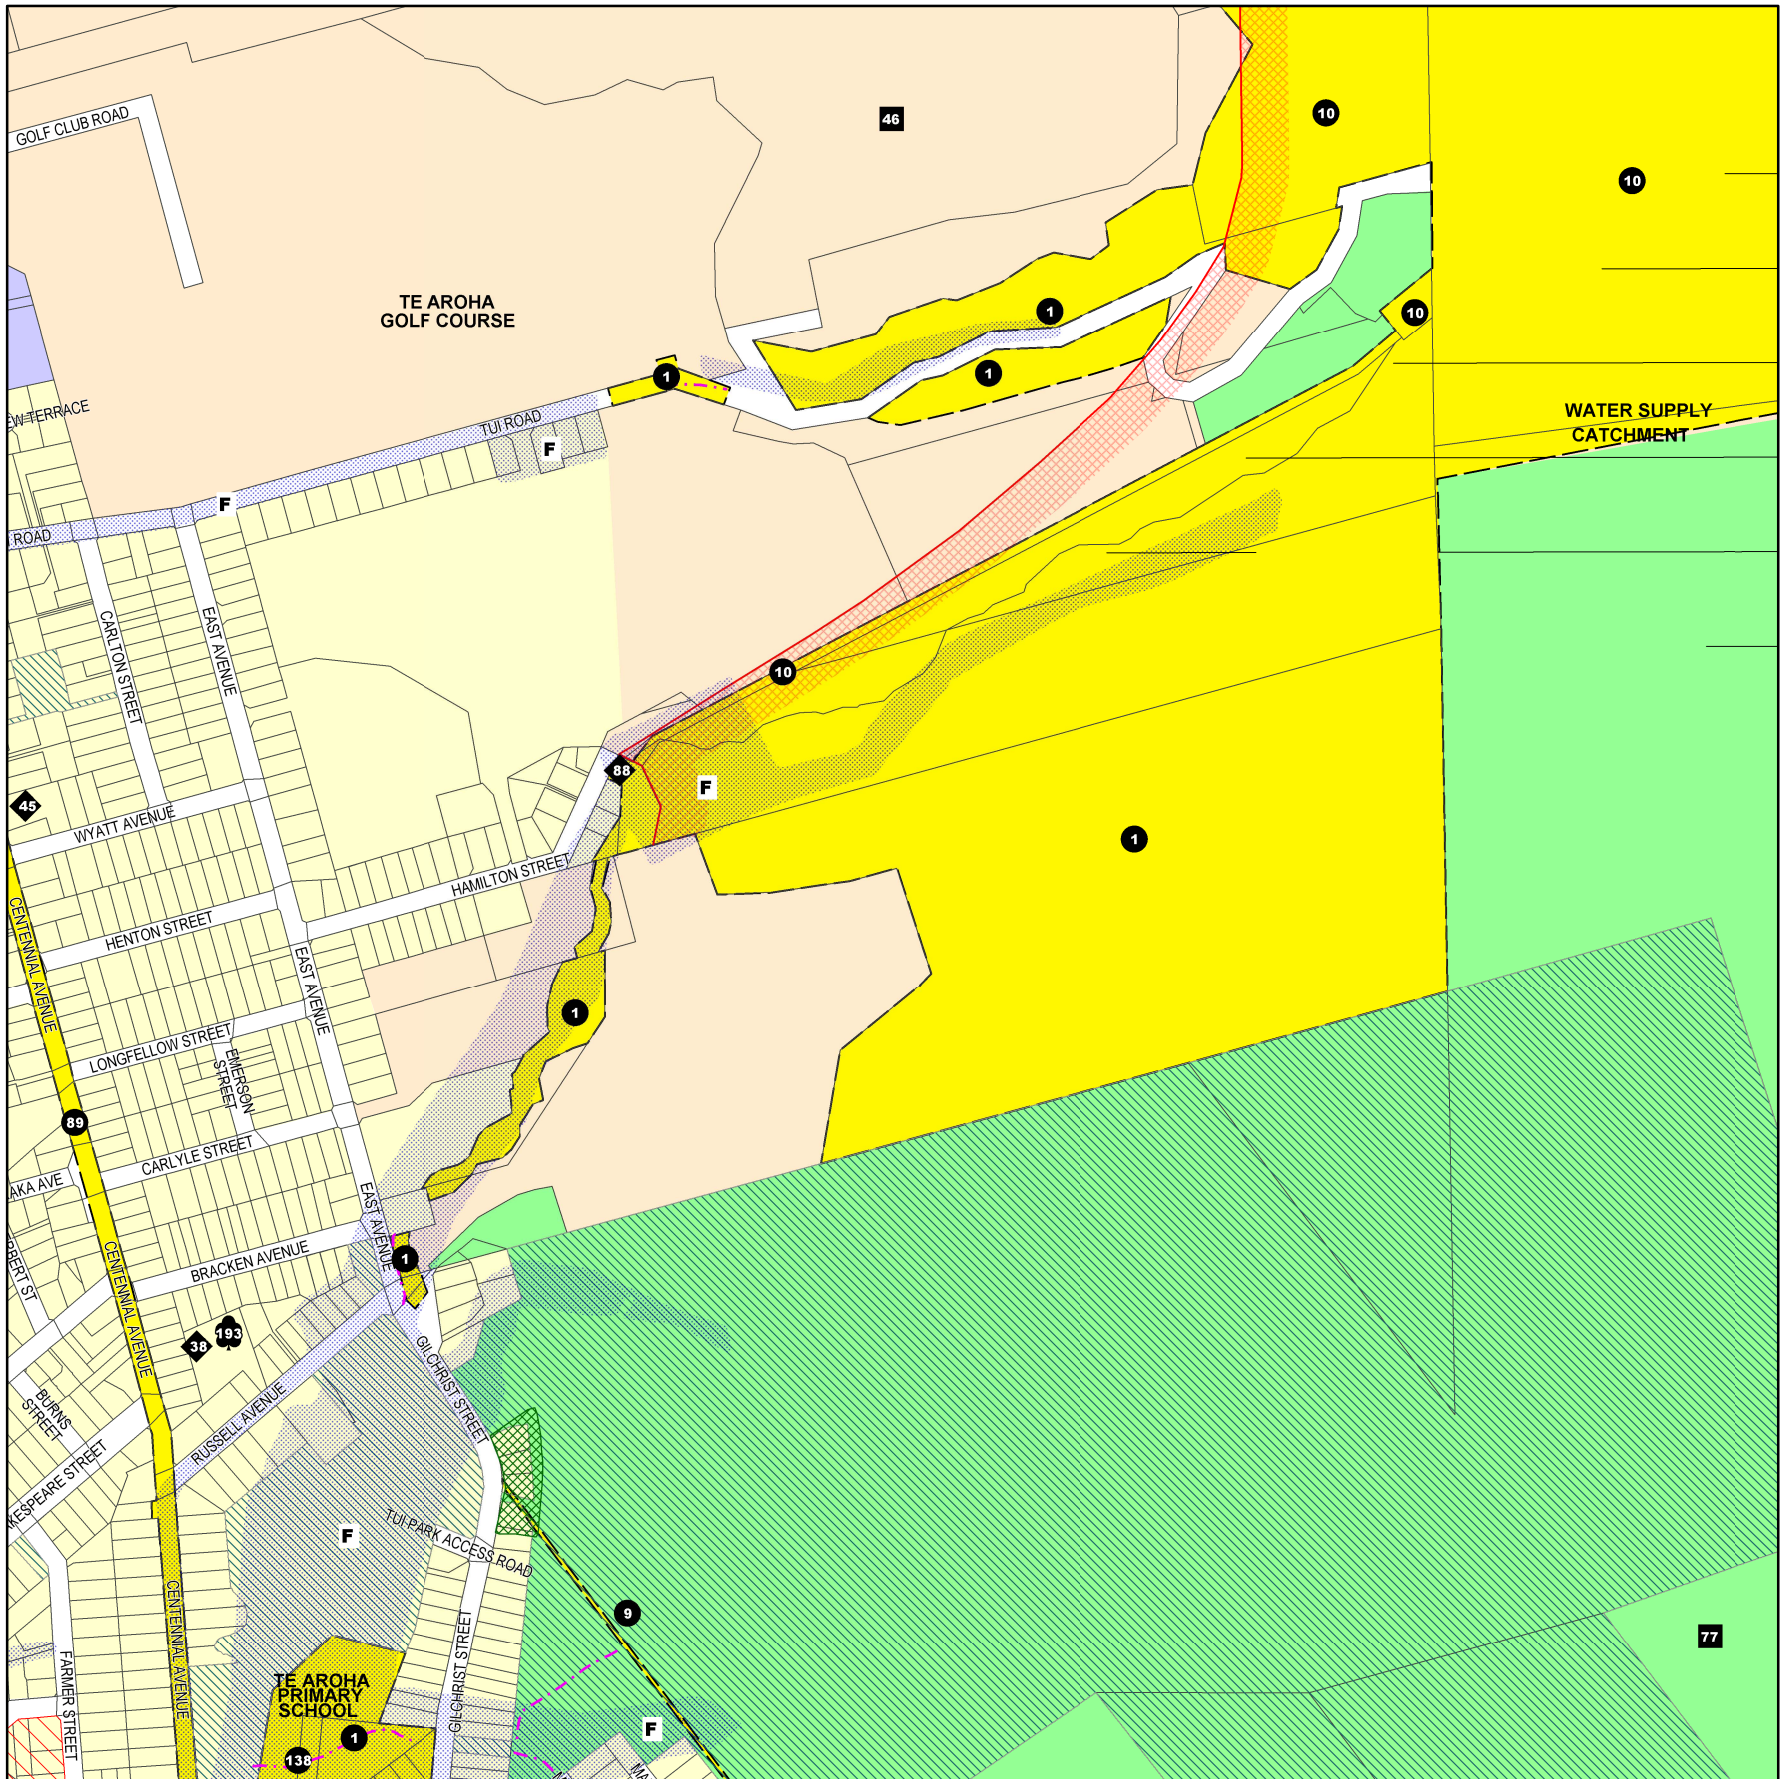 GOLF CLUB ROAD
46
10
10
TE AROHA
GOLF COURSE
1
10
1
1
EW TERRACE
TUI ROAD
F
WATER SUPPLY
CATCHMENT
F
ROAD
CARLTON STREET
EAST AVENUE
10
88
F
45
WYATT AVENUE
1
HAMILTON STREET
CENTENNIAL AVENUE
HENTON STREET
EAST AVENUE
1
LONGFELLOW STREET
EMERSON
STREET
89
CARLYLE STREET
AKA AVE
EAST AVENUE
RBERT ST
BRACKEN AVENUE
1
CENTENNIAL AVENUE
38
193
GILCHRIST STREET
BURNS
STREET
RUSSELL AVENUE
KESPEARE STREET
F
TUI PARK ACCESS ROAD
CENTENNIAL AVENUE
9
GILCHRIST STREET
77
FARMER STREET
TE AROHA
PRIMARY
SCHOOL
1
138
F
MA